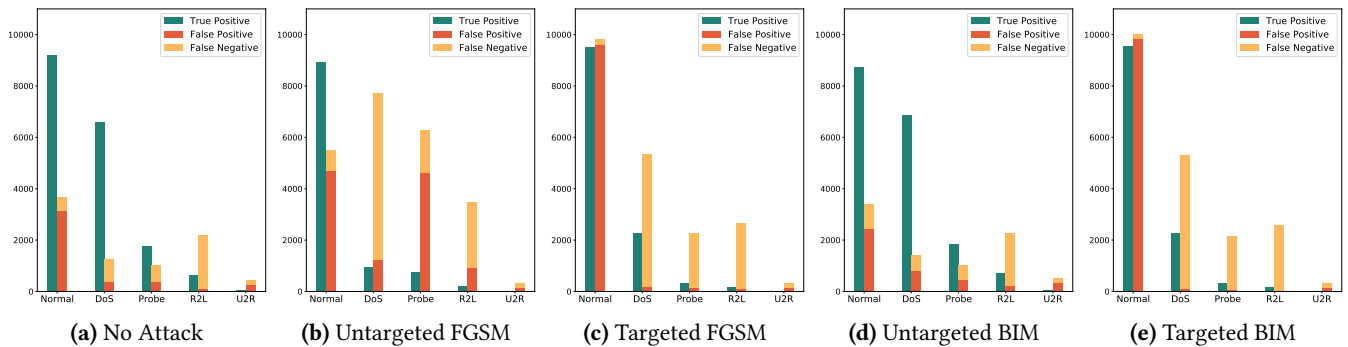 10000
8000
6000
4000
2000
0
Normal DoS Probe R2L U2R
True Positive
False Positive
False Negative
(a) No Attack
10000
8000
6000
4000
2000
0
Normal DoS Probe R2L U2R
True Positive
False Positive
False Negative
(b) Untargeted FGSM
10000
8000
6000
4000
2000
0
Normal DoS Probe R2L U2R
True Positive
False Positive
False Negative
(c) Targeted FGSM
10000
8000
6000
4000
2000
0
Normal DoS Probe R2L U2R
True Positive
False Positive
False Negative
(d) Untargeted BIM
10000
8000
6000
4000
2000
0
Normal DoS Probe R2L U2R
True Positive
False Positive
False Negative
(e) Targeted BIM